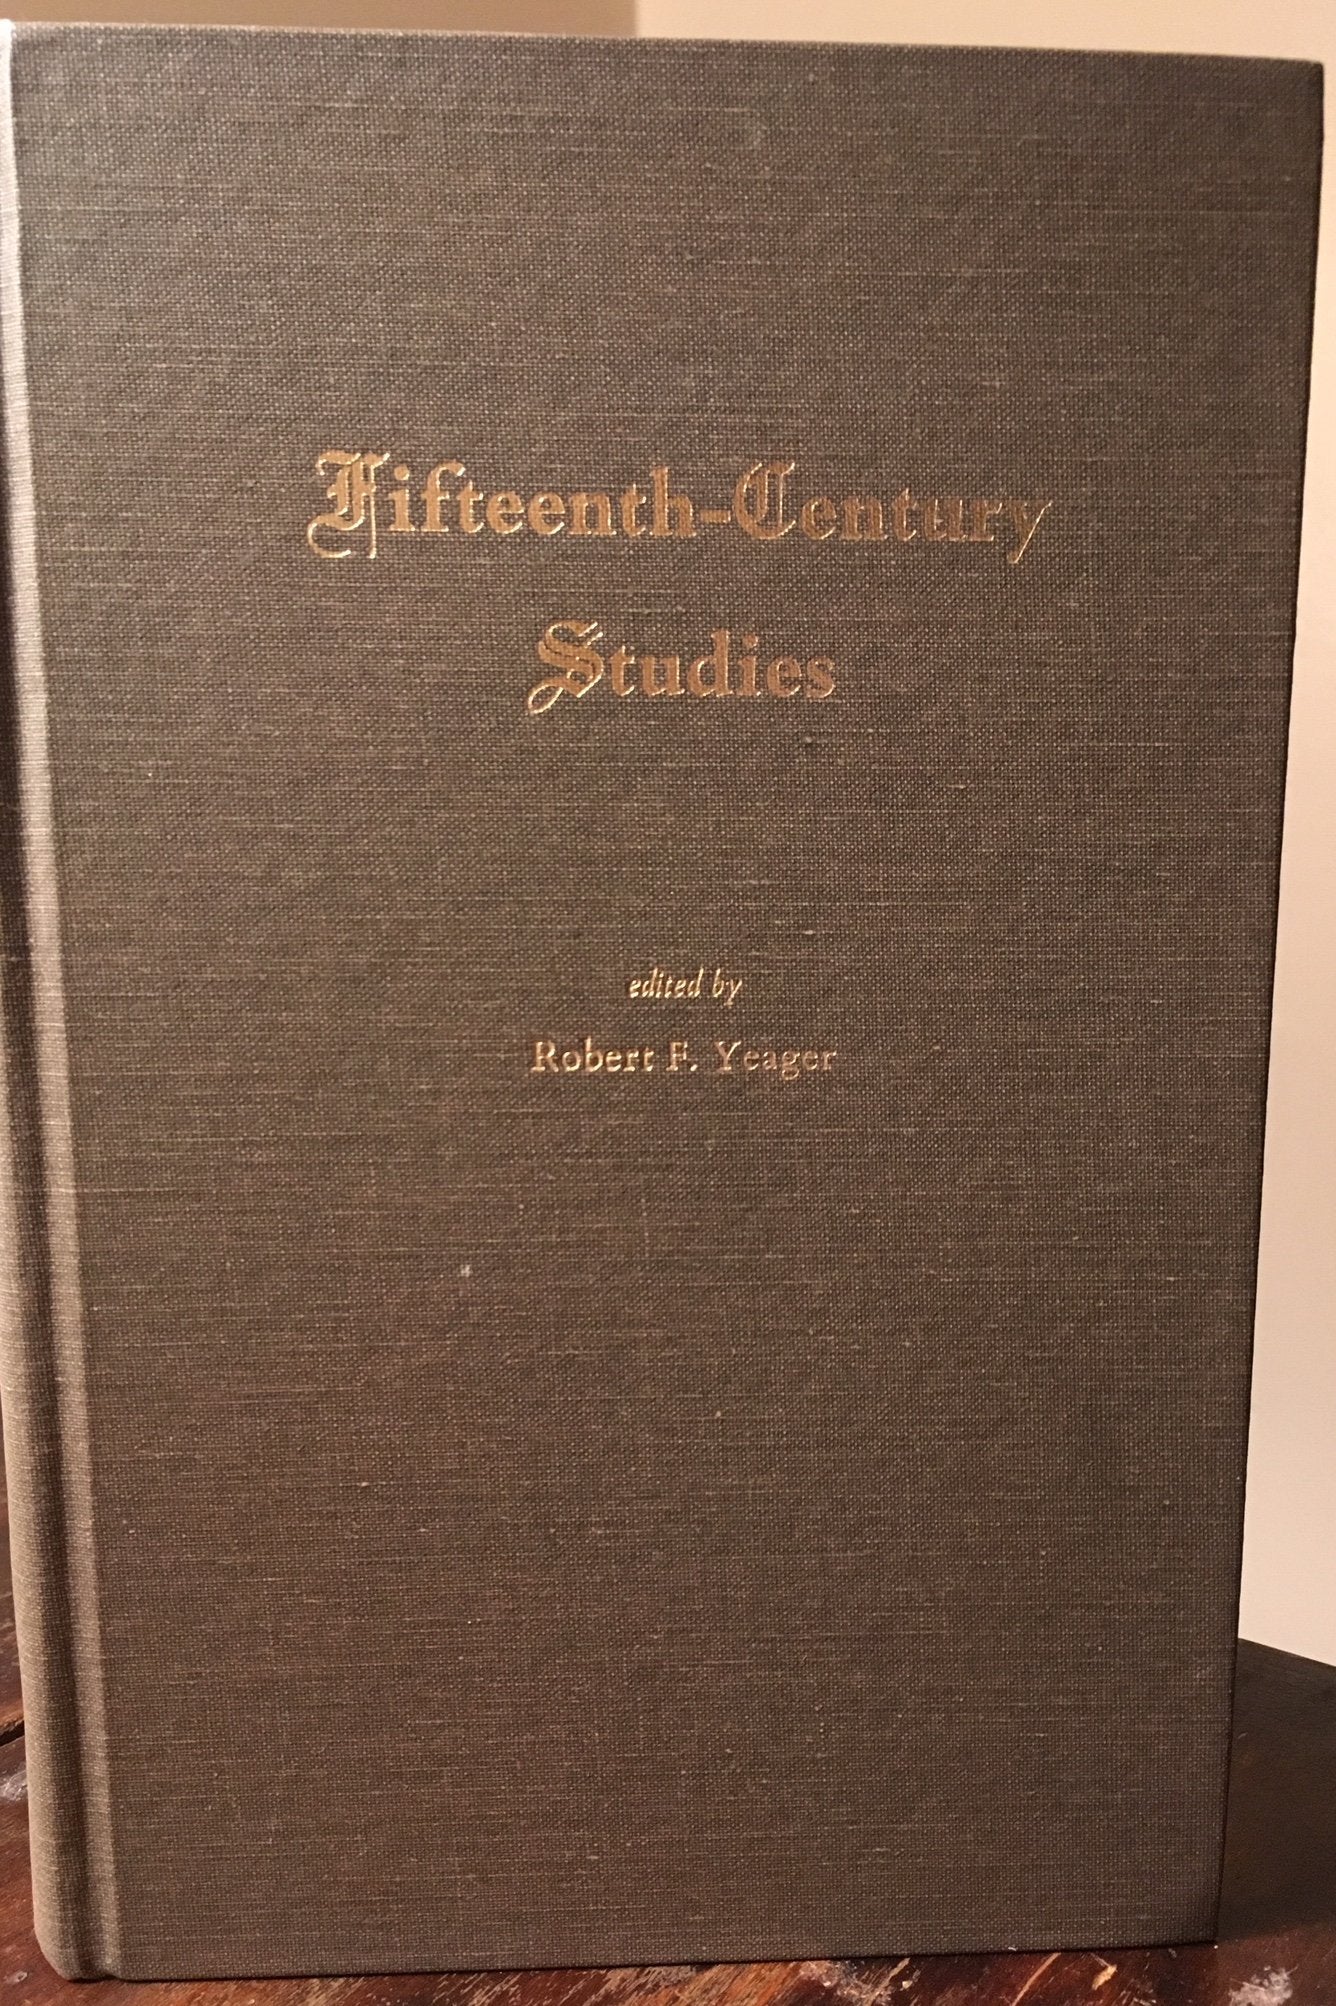 Fifteenth-Century
Studies
edited by
Robert F. Yeager